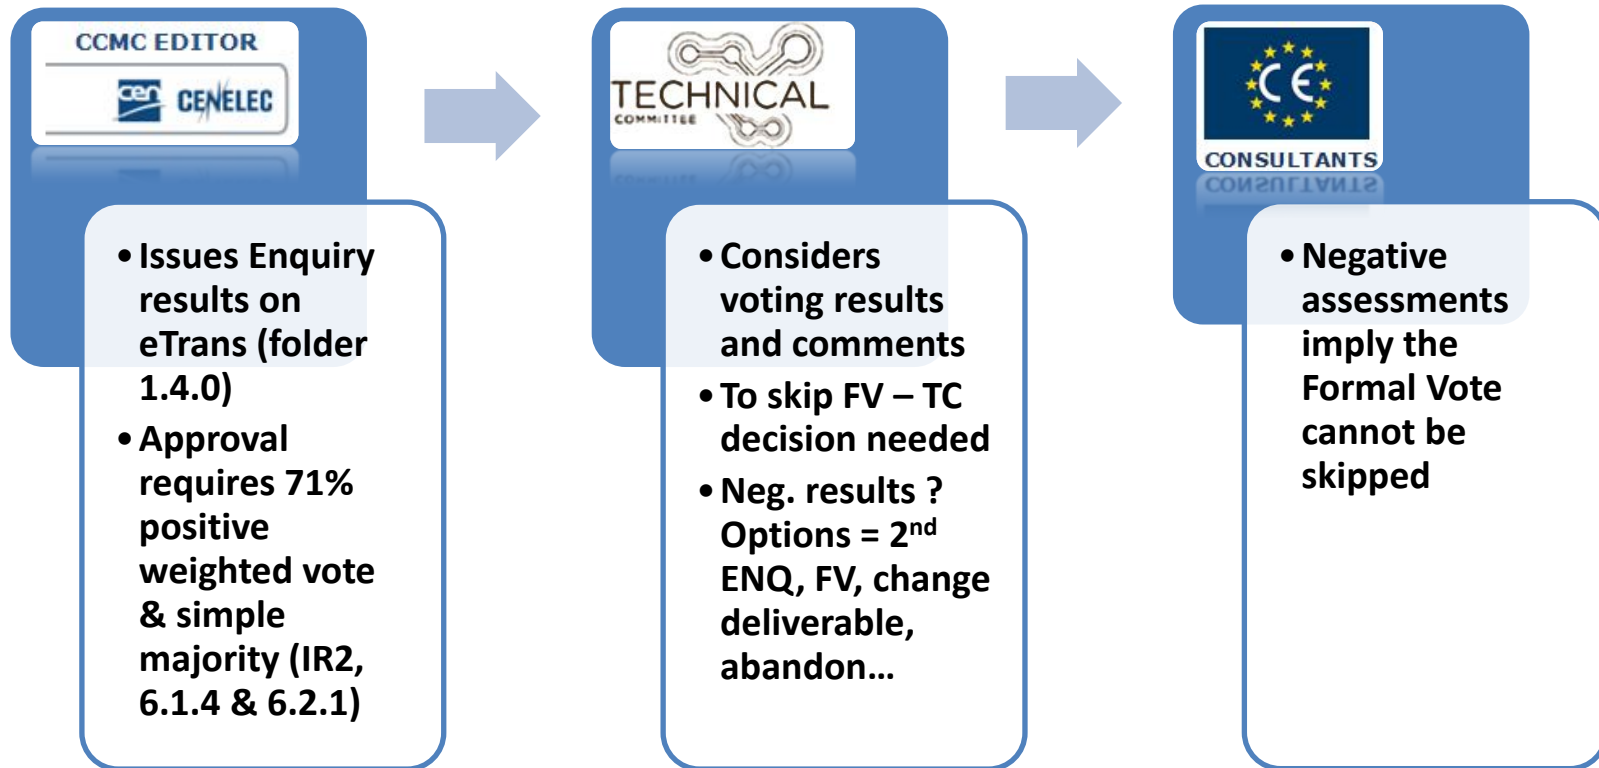 CCMC EDITOR
cen CENELEC
• Issues Enquiry
results on
eTrans (folder
1.4.0)
• Approval
requires 71%
positive
weighted vote
& simple
majority (IR2,
6.1.4 & 6.2.1)
TECHNICAL
COMMITTEE
• Considers
voting results
and comments
• To skip FV – TC
decision needed
• Neg. results ?
Options = 2nd
ENQ, FV, change
deliverable,
abandon...
CE
CONSULTANTS
• Negative
assessments
imply the
Formal Vote
cannot be
skipped